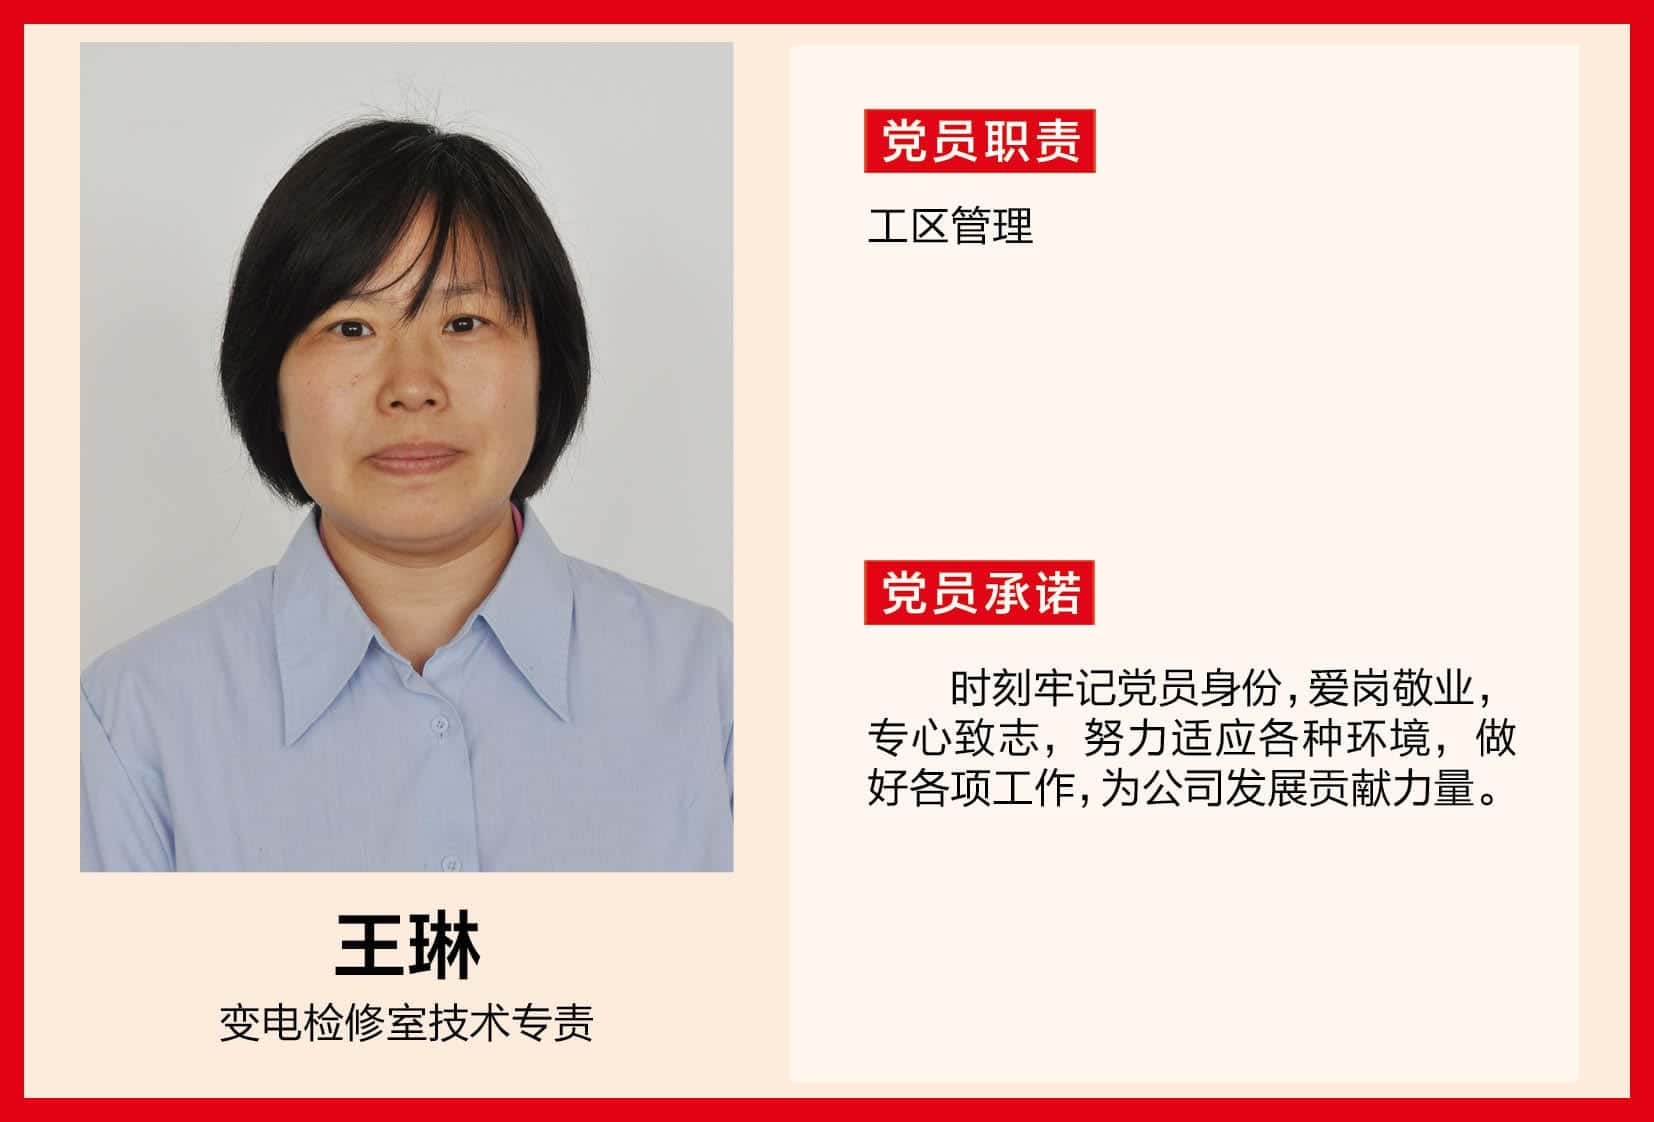 党员职责
工区管理
党员承诺
时刻牢记党员身份，爱岗敬业，
专心致志，努力适应各种环境，做
好各项工作，为公司发展贡献力量。
王琳
变电检修室技术专责